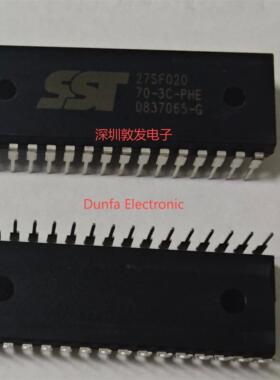 SST
27SF020
70-3C-PHE
0837065-G
深圳敦发电子
Dunfa Electronic